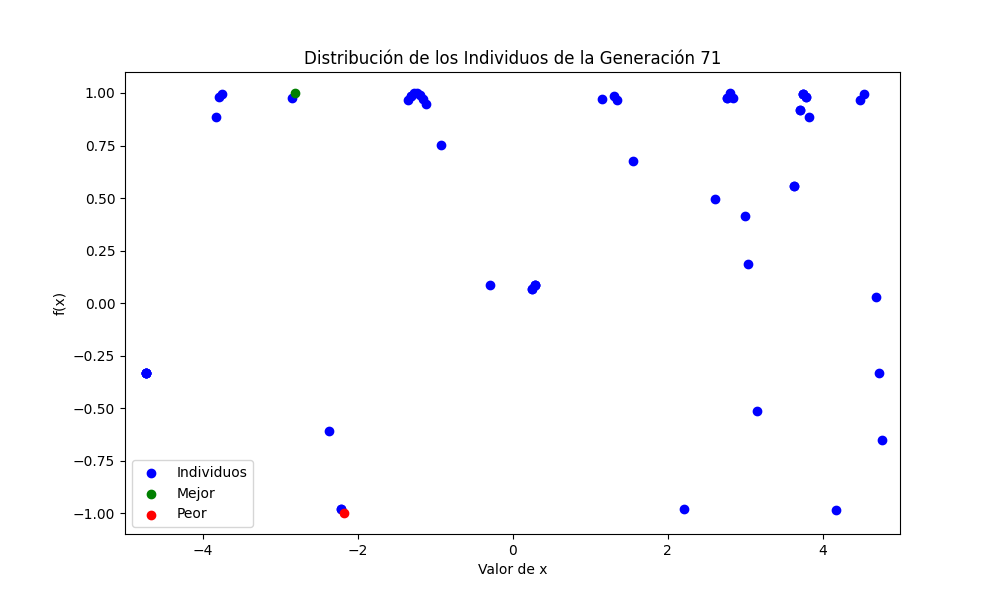 Distribución de los Individuos de la Generación 71
f(x)
1.00
0.75
0.50
0.25
0.00
−0.25
−0.50
−0.75
−1.00
Individuos
Mejor
Peor
−4
−2
0
2
4
Valor de x